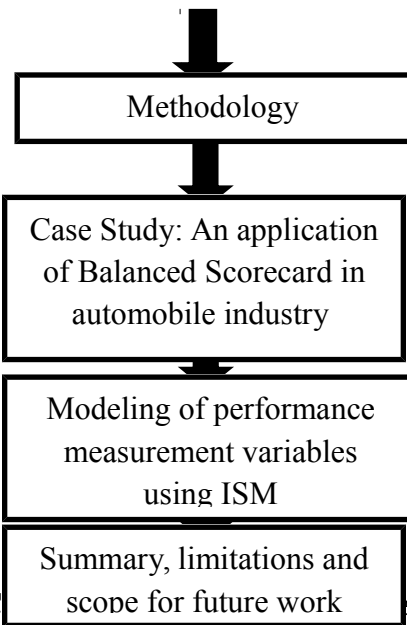 Methodology
Case Study: An application
of Balanced Scorecard in
automobile industry
Modeling of performance
measurement variables
using ISM
Summary, limitations and
scope for future work